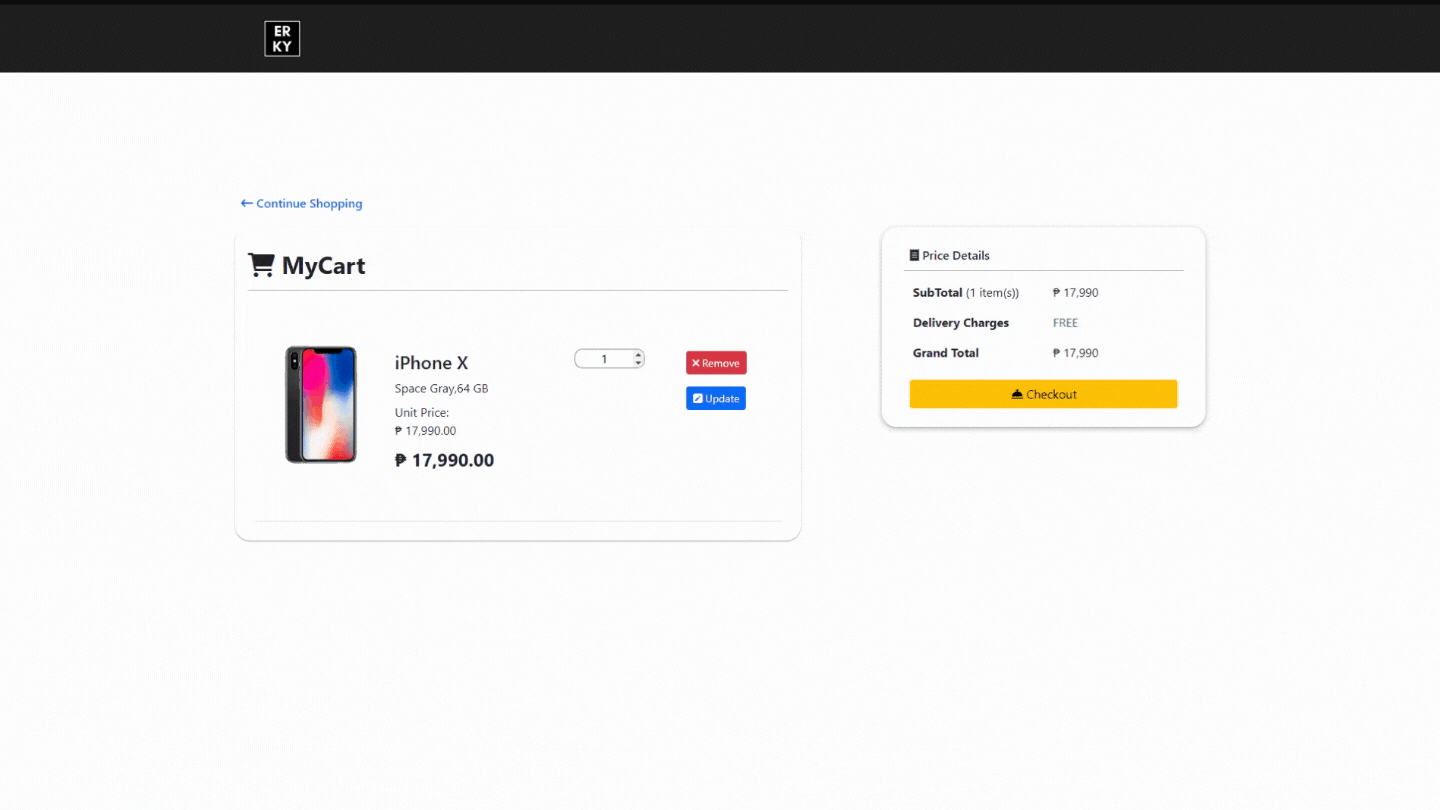 ER
KY
Continue Shopping
MyCart
iPhone X
Space Gray,64 GB
Unit Price:
₱ 17,990.00
₱ 17,990.00
1
Remove
Update
Price Details
SubTotal (1 item(s)) ₱ 17,990
Delivery Charges FREE
Grand Total ₱ 17,990
Checkout